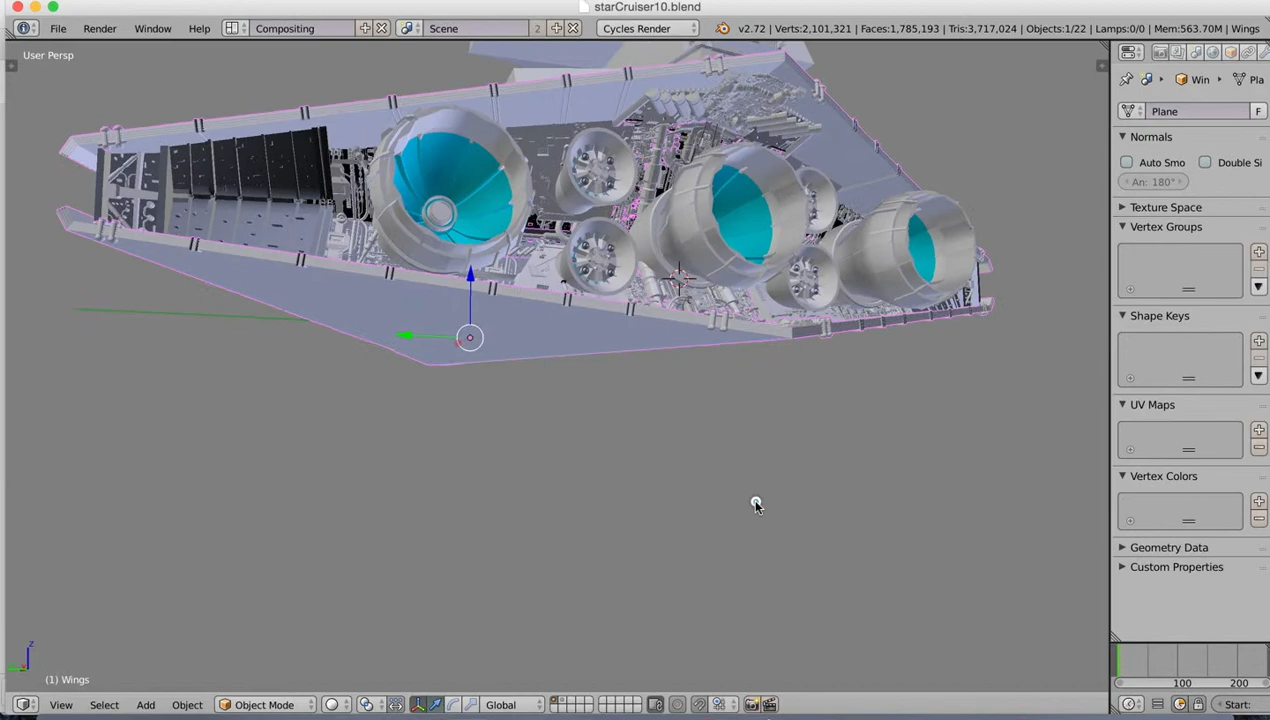 starCruiser10.blend
File Render Window Help Compositing Scene 2 Cycles Render v2.72 | Verts:2,101,321 | Faces:1,785,193 | Tris:3,717,024 | Objects:1/22 | Lamps:0/0 | Mem:563.70M | Wings
User Persp
Win Pla
Plane F
Normals
Auto Smo Double Si
An: 180°
Texture Space
Vertex Groups
Shape Keys
UV Maps
Vertex Colors
Geometry Data
Custom Properties
z
(1) Wings
100 200
View Select Add Object Object Mode Global Start: